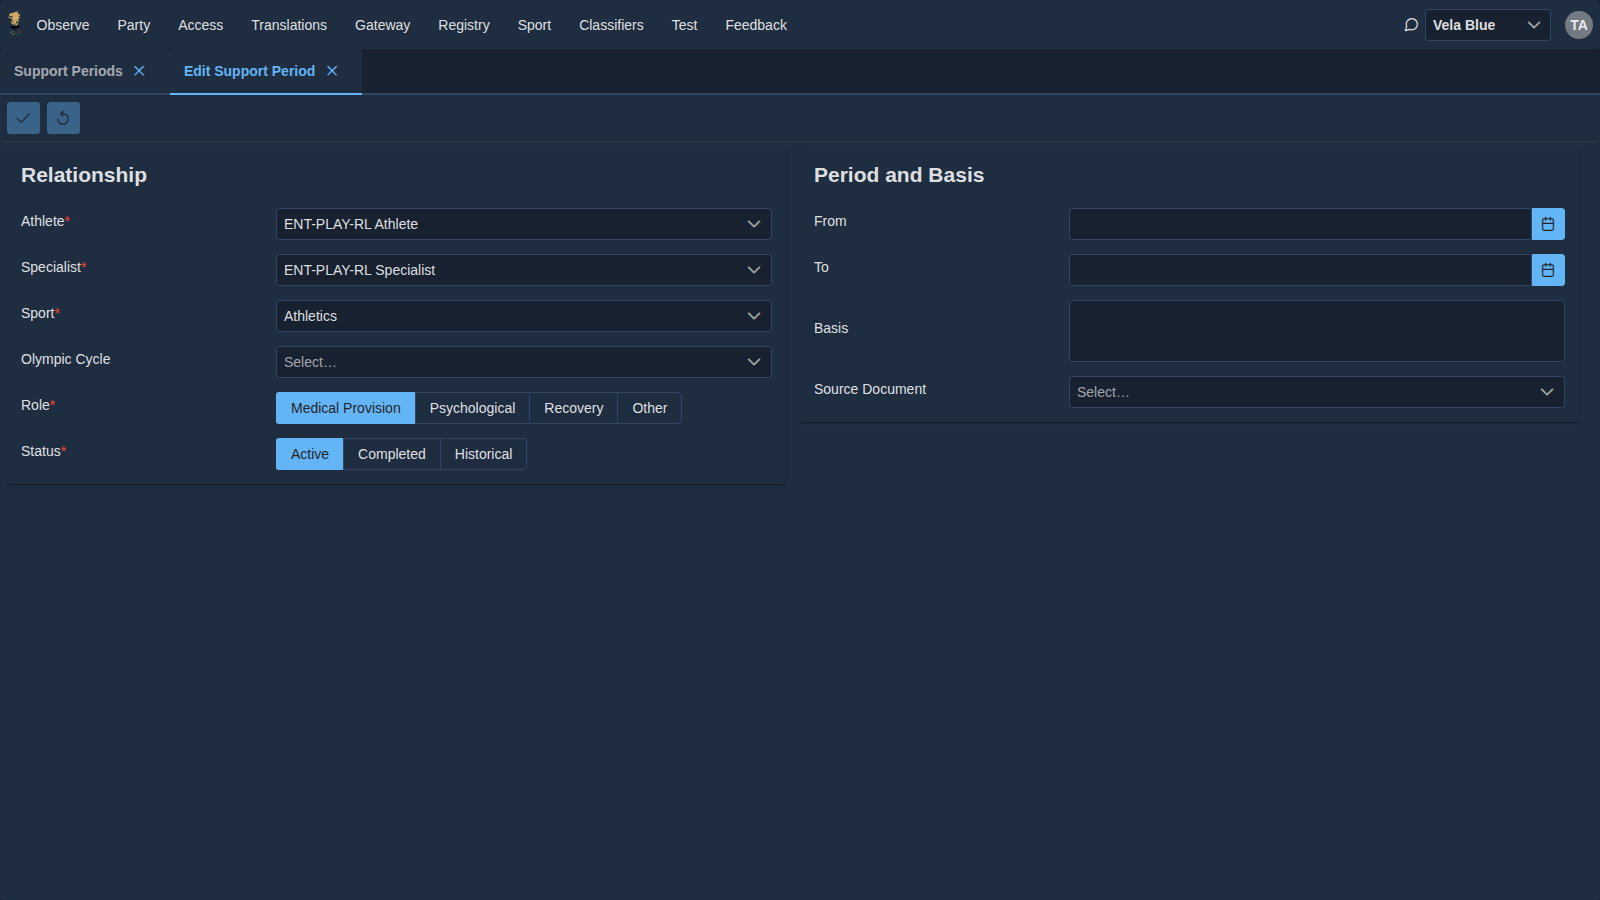 Observe Party Access Translations Gateway Registry Sport Classifiers Test Feedback Vela Blue TA
Support Periods Edit Support Period
Relationship
Athlete* ENT-PLAY-RL Athlete
Specialist* ENT-PLAY-RL Specialist
Sport* Athletics
Olympic Cycle Select...
Role* Medical Provision Psychological Recovery Other
Status* Active Completed Historical
Period and Basis
From
To
Basis
Source Document Select...